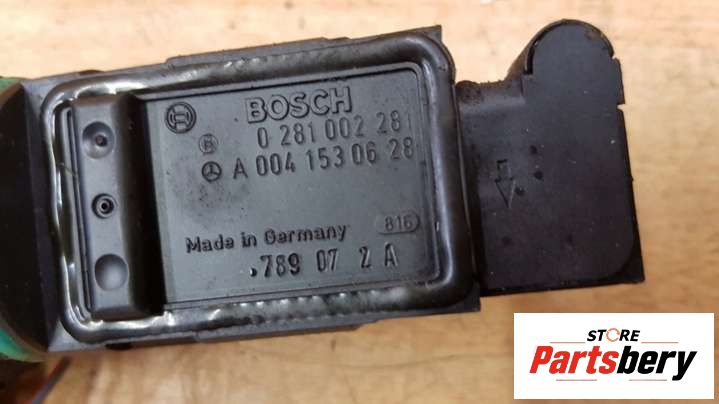 BOSCH
0 281 002 281
A 004 153 06 28
816
Made in Germany
.789 07 2 A
STORE
Partsbery